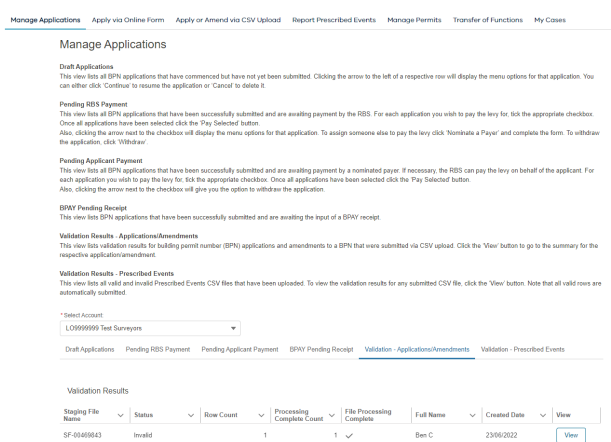 Manage Applications Apply via Online Form Apply or Amend via CSV Upload Report Prescribed Events Manage Permits Transfer of Functions My Cases
Manage Applications
Draft Applications
This view lists all BPN applications that have commenced but have not yet been submitted. Clicking the arrow to the left of a respective row will display the menu options for that application. You
can either click 'Continue' to resume the application or 'Cancel' to delete it.
Pending RBS Payment
This view lists all BPN applications that have been successfully submitted and are awaiting payment by the RBS. For each application you wish to pay the levy for, tick the appropriate checkbox.
Once all applications have been selected click the 'Pay Selected' button.
Also, clicking the arrow next to the checkbox will display the menu options for that application. To assign someone else to pay the levy click 'Nominate a Payer' and complete the form. To withdraw
the application, click 'Withdraw'.
Pending Applicant Payment
This view lists all BPN applications that have been successfully submitted and are awaiting payment by a nominated payer. If necessary, the RBS can pay the levy on behalf of the applicant. For
each application you wish to pay the levy for, tick the appropriate checkbox. Once all applications have been selected click the 'Pay Selected' button.
Also, clicking the arrow next to the checkbox will give you the option to withdraw the application.
BPAY Pending Receipt
This view lists BPN applications that have been successfully submitted and are awaiting the input of a BPAY receipt.
Validation Results - Applications/Amendments
This view lists validation results for building permit number (BPN) applications and amendments to a BPN that were submitted via CSV upload. Click the 'View' button to go to the summary for the
respective application/amendment.
Validation Results - Prescribed Events
This view lists all valid and invalid Prescribed Events CSV files that have been uploaded. To view the validation results for any submitted CSV file, click the 'View' button. Note that all valid rows are
automatically submitted.
* Select Account:
LO9999999 Test Surveyors
Draft Applications Pending RBS Payment Pending Applicant Payment BPAY Pending Receipt Validation - Applications/Amendments Validation - Prescribed Events
Validation Results
Staging File Name Status Row Count Processing Complete Count File Processing Complete Full Name Created Date View
SF-00469843 Invalid 1 1 Ben C 23/06/2022 View